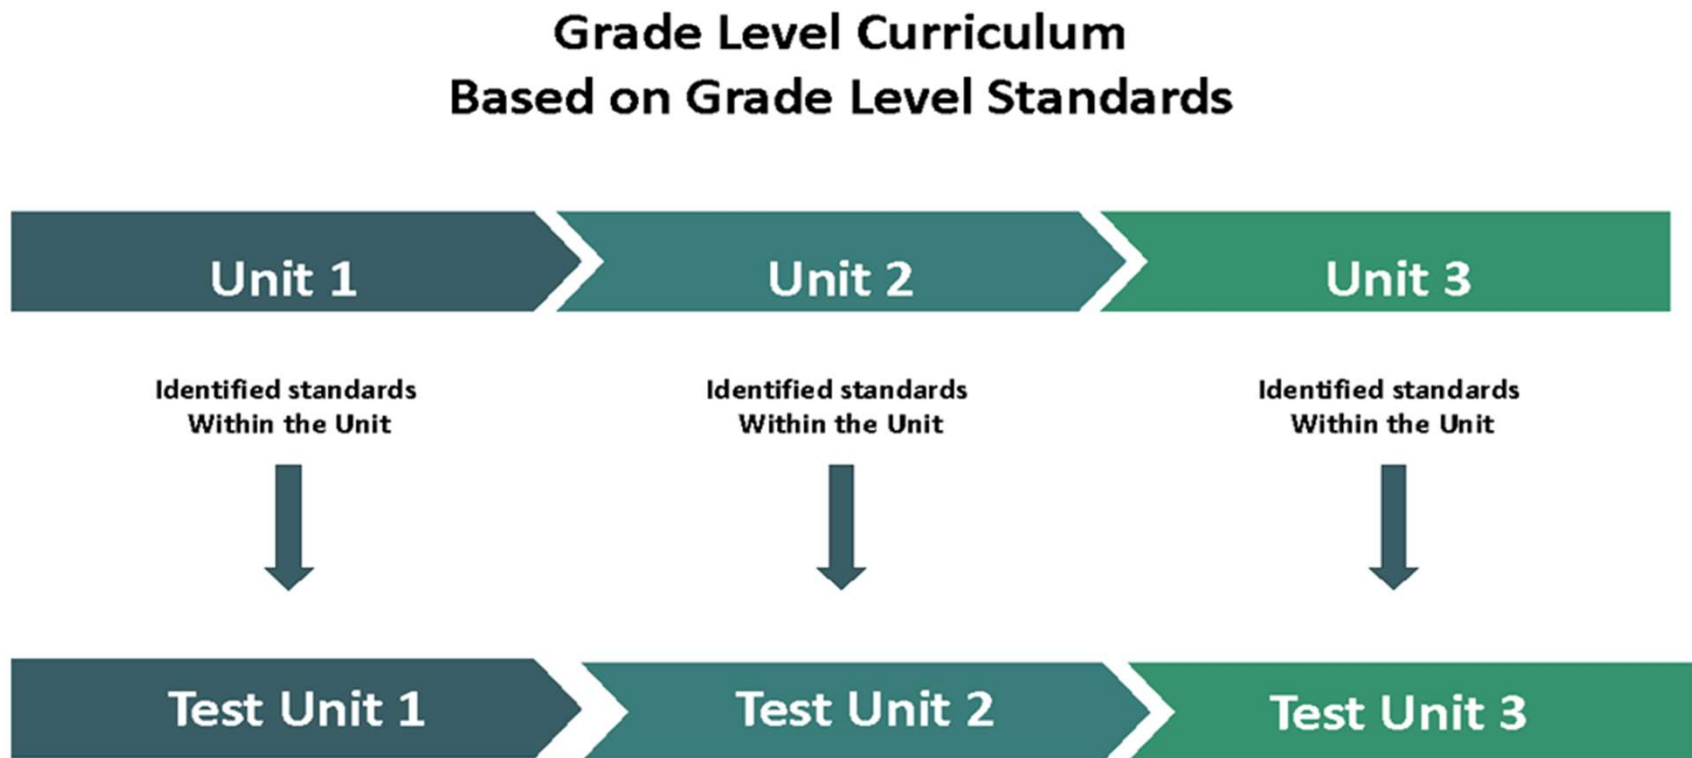 Grade Level Curriculum
Based on Grade Level Standards
Unit 1
Unit 2
Unit 3
Identified standards
Within the Unit
Identified standards
Within the Unit
Identified standards
Within the Unit
Test Unit 1
Test Unit 2
Test Unit 3